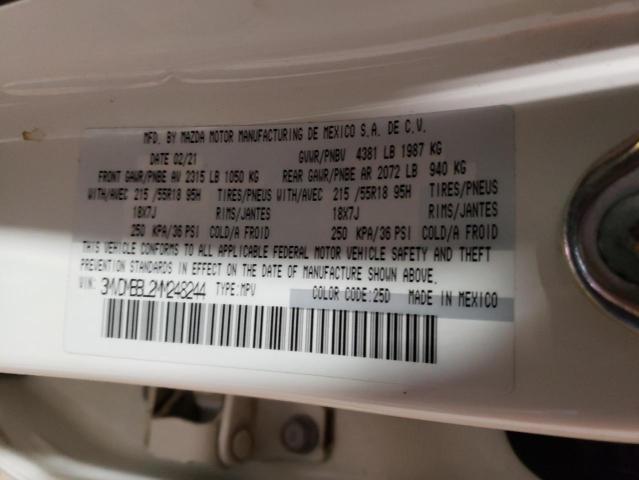 MFD. BY MAZDA MOTOR MANUFACTURING DE MEXICO S.A. DE C.V.
DATE 02/21 GVWR/PNBV 4381 LB 1987 KG
FRONT GAWR/PNBE AV 2315 LB 1050 KG REAR GAWR/PNBE AR 2072 LB 940 KG
WITH/AVEC 215 /55R18 95H TIRES/PNEUS WITH/AVEC 215 /55R18 95H TIRES/PNEUS
18X7J RIMS/JANTES 18X7J RIMS/JANTES
250 KPA/36 PSI COLD/A FROID 250 KPA/36 PSI COLD/A FROID
THIS VEHICLE CONFORMS TO ALL APPLICABLE FEDERAL MOTOR VEHICLE SAFETY AND THEFT
PREVENTION STANDARDS IN EFFECT ON THE DATE OF MANUFACTURE SHOWN ABOVE.
VIN: TYPE:MPV COLOR CODE:25D MADE IN MEXICO